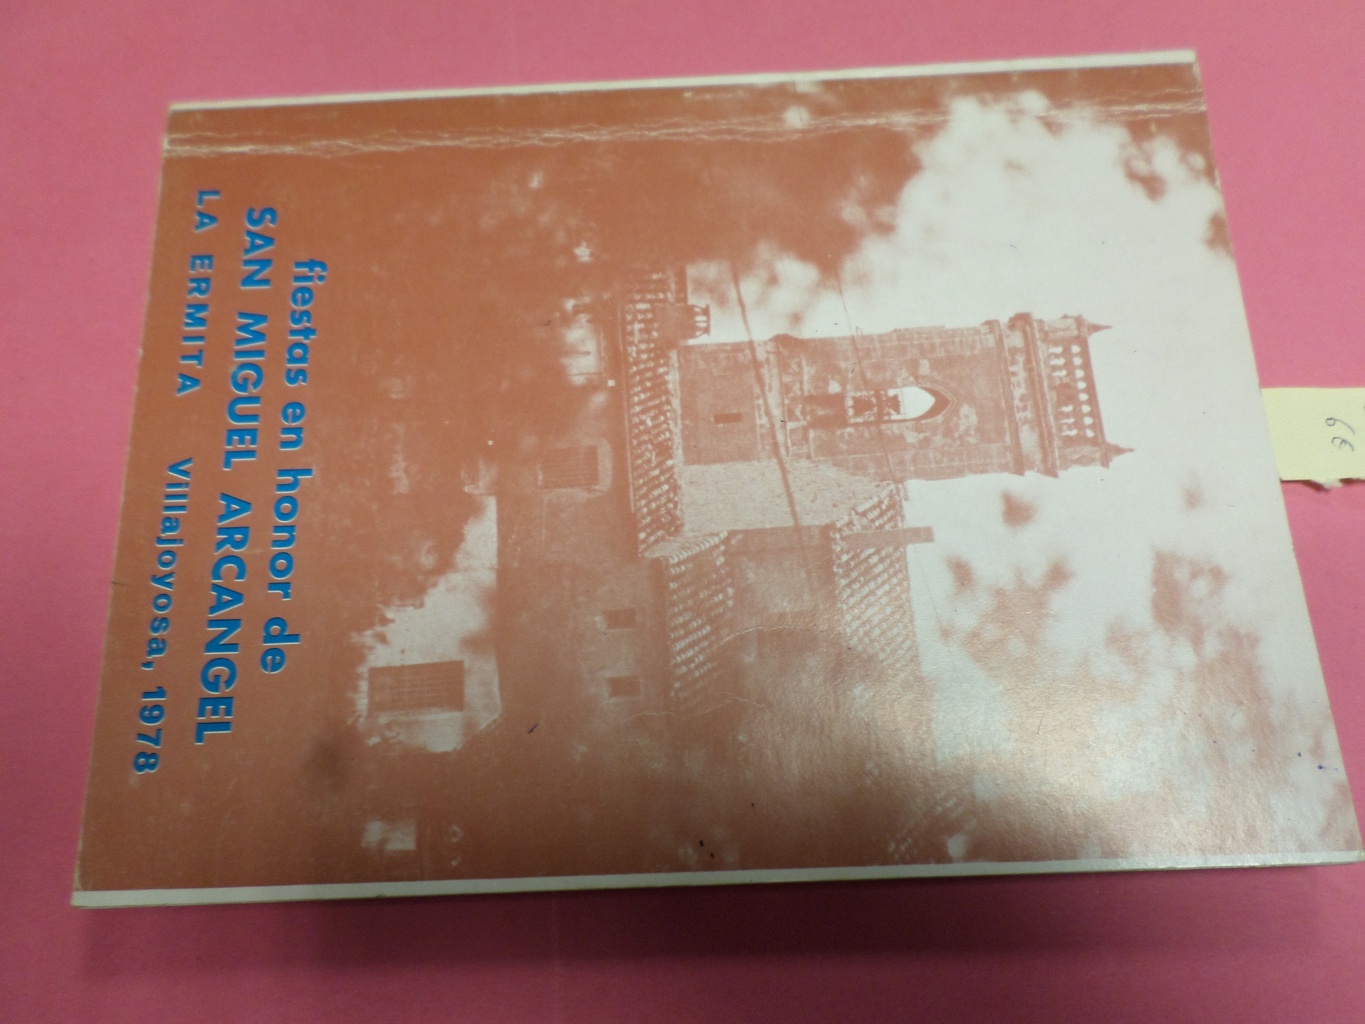 fiestas en honor de
SAN MIGUEL ARCANGEL
LA ERMITA Villajoyosa, 1978